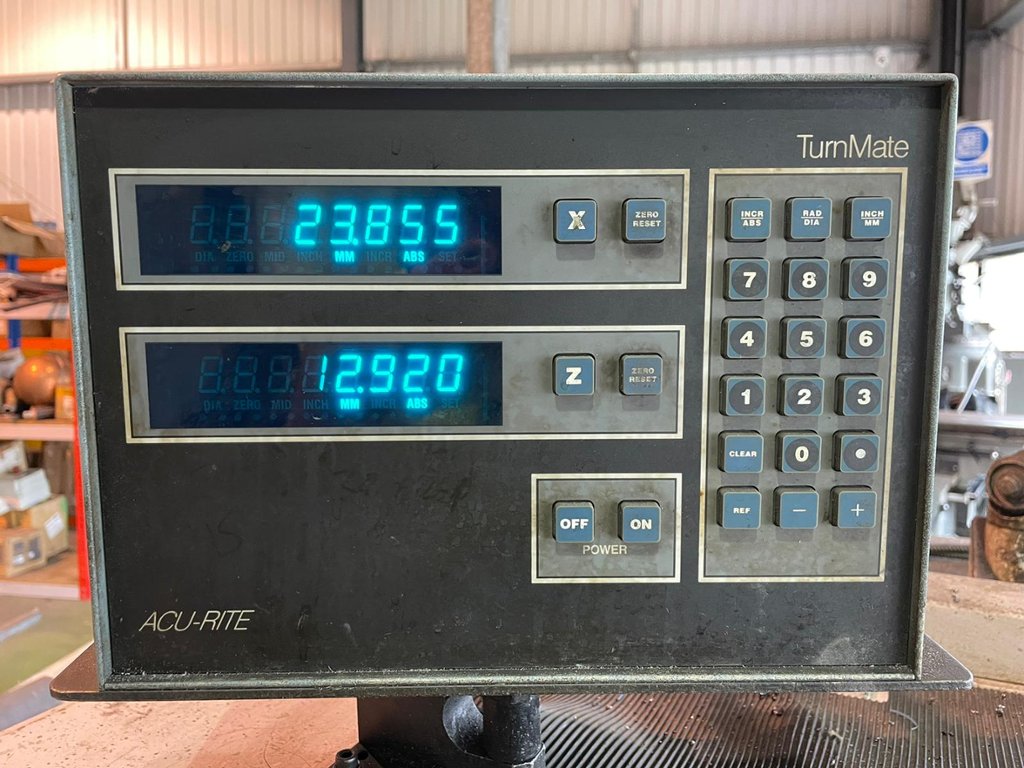 TurnMate
23.855
DIA ZERO MID INCH MM INCR ABS SET
X
ZERO RESET
12.920
DIA ZERO MID INCH MM INCR ABS SET
Z
ZERO RESET
INCR ABS
RAD DIA
INCH MM
7 8 9
4 5 6
1 2 3
CLEAR 0 .
REF - +
OFF ON
POWER
ACU-RITE